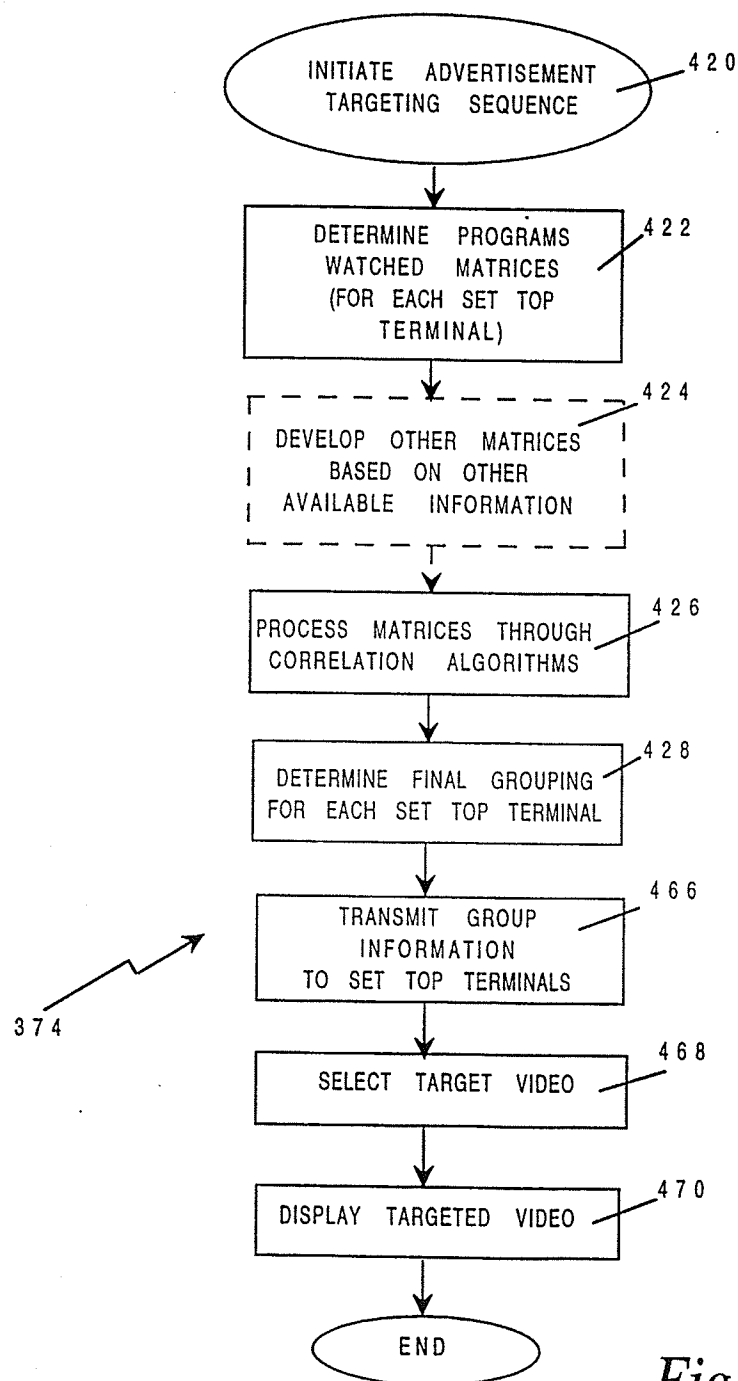 INITIATE ADVERTISEMENT
TARGETING SEQUENCE
420
DETERMINE PROGRAMS
WATCHED MATRICES
(FOR EACH SET TOP
TERMINAL)
422
DEVELOP OTHER MATRICES
BASED ON OTHER
AVAILABLE INFORMATION
424
PROCESS MATRICES THROUGH
CORRELATION ALGORITHMS
426
DETERMINE FINAL GROUPING
FOR EACH SET TOP TERMINAL
428
TRANSMIT GROUP
INFORMATION
TO SET TOP TERMINALS
466
374
SELECT TARGET VIDEO
468
DISPLAY TARGETED VIDEO
470
END
Fig